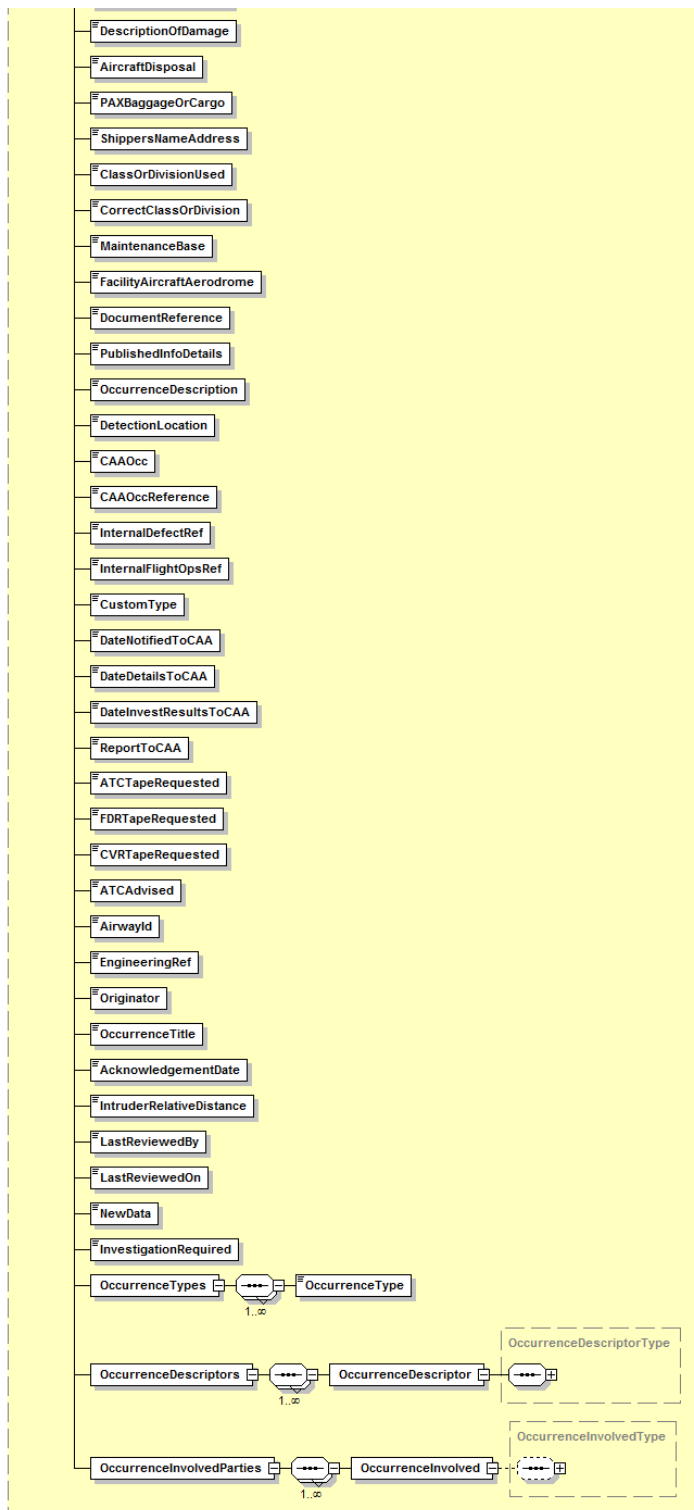 DescriptionOfDamage
AircraftDisposal
PAXBaggageOrCargo
ShippersNameAddress
ClassOrDivisionUsed
CorrectClassOrDivision
MaintenanceBase
FacilityAircraftAerodrome
DocumentReference
PublishedInfoDetails
OccurrenceDescription
DetectionLocation
CAAOcc
CAAOccReference
InternalDefectRef
InternalFlightOpsRef
CustomType
DateNotifiedToCAA
DateDetailsToCAA
DateInvestResultsToCAA
ReportToCAA
ATCTapeRequested
FDRTapeRequested
CVRTapeRequested
ATCAdvised
AirwayId
EngineeringRef
Originator
OccurrenceTitle
AcknowledgementDate
IntruderRelativeDistance
LastReviewedBy
LastReviewedOn
NewData
InvestigationRequired
OccurrenceTypes OccurrenceType
1..∞
OccurrenceDescriptorType
OccurrenceDescriptors OccurrenceDescriptor
1..∞
OccurrenceInvolvedType
OccurrenceInvolvedParties OccurrenceInvolved
1..∞